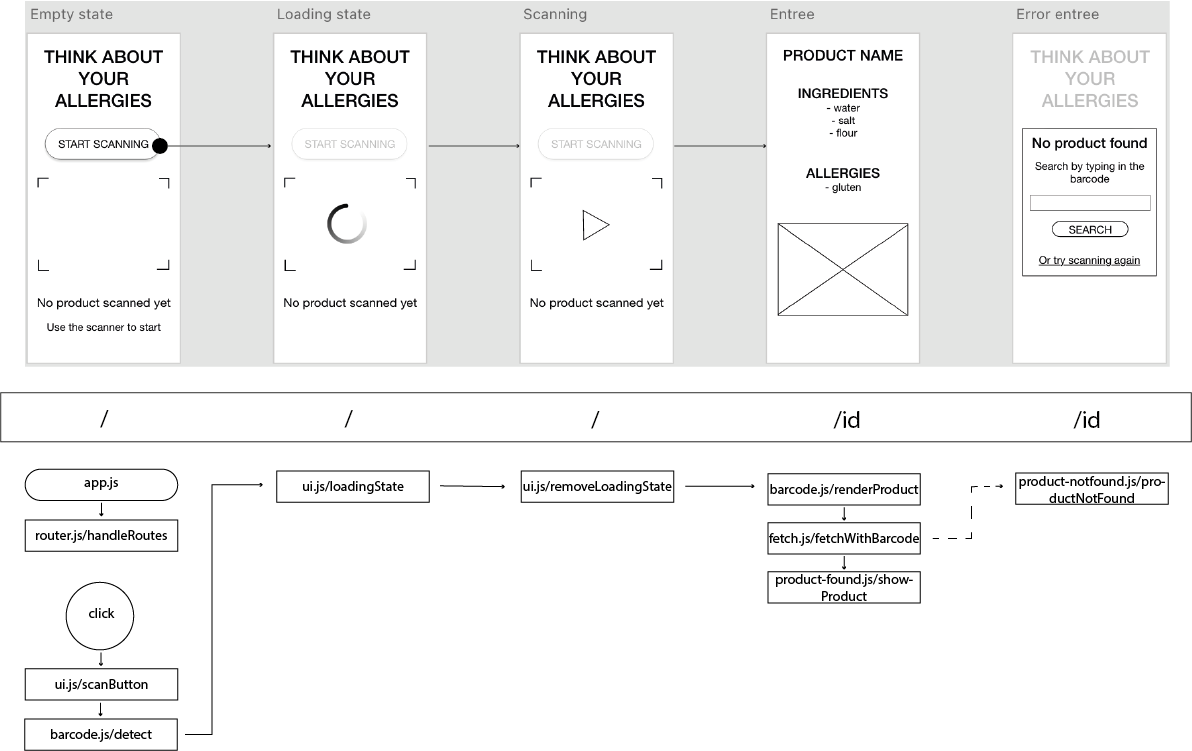 Empty state
Loading state
Scanning
Entree
Error entree
THINK ABOUT
YOUR
ALLERGIES
START SCANNING
No product scanned yet
Use the scanner to start
THINK ABOUT
YOUR
ALLERGIES
START SCANNING
No product scanned yet
THINK ABOUT
YOUR
ALLERGIES
START SCANNING
No product scanned yet
PRODUCT NAME
INGREDIENTS
- water
- salt
- flour
ALLERGIES
- gluten
THINK ABOUT
YOUR
ALLERGIES
No product found
Search by typing in the
barcode
SEARCH
Or try scanning again
/
/
/
/id
/id
app.js
router.js/handleRoutes
click
ui.js/scanButton
barcode.js/detect
ui.js/loadingState
ui.js/removeLoadingState
barcode.js/renderProduct
fetch.js/fetchWithBarcode
product-found.js/show-
Product
product-notfound.js/pro-
ductNotFound